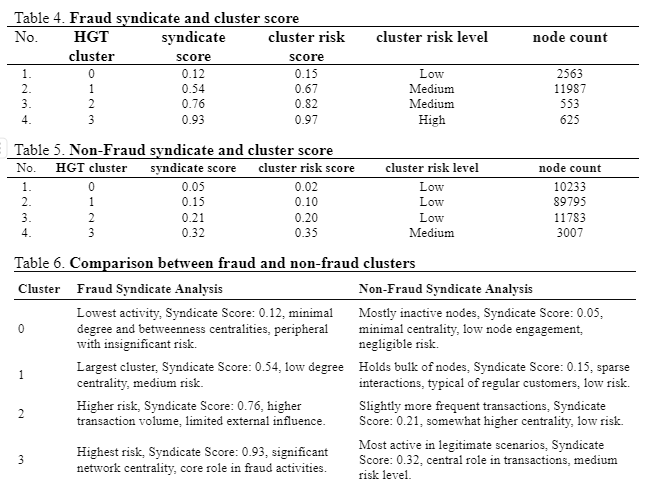 Table 4. Fraud syndicate and cluster score
No. HGT cluster syndicate score cluster risk score cluster risk level node count
1. 0 0.12 0.15 Low 2563
2. 1 0.54 0.67 Medium 11987
3. 2 0.76 0.82 Medium 553
4. 3 0.93 0.97 High 625
Table 5. Non-Fraud syndicate and cluster score
No. HGT cluster syndicate score cluster risk score cluster risk level node count
1. 0 0.05 0.02 Low 10233
2. 1 0.15 0.10 Low 89795
3. 2 0.21 0.20 Low 11783
4. 3 0.32 0.35 Medium 3007
Table 6. Comparison between fraud and non-fraud clusters
Cluster Fraud Syndicate Analysis Non-Fraud Syndicate Analysis
0
Lowest activity, Syndicate Score: 0.12, minimal
degree and betweenness centralities, peripheral
with insignificant risk.
Mostly inactive nodes, Syndicate Score: 0.05,
minimal centrality, low node engagement,
negligible risk.
1
Largest cluster, Syndicate Score: 0.54, low degree
centrality, medium risk.
Holds bulk of nodes, Syndicate Score: 0.15, sparse
interactions, typical of regular customers, low risk.
2
Higher risk, Syndicate Score: 0.76, higher
transaction volume, limited external influence.
Slightly more frequent transactions, Syndicate
Score: 0.21, somewhat higher centrality, low risk.
3
Highest risk, Syndicate Score: 0.93, significant
network centrality, core role in fraud activities.
Most active in legitimate scenarios, Syndicate
Score: 0.32, central role in transactions, medium
risk level.